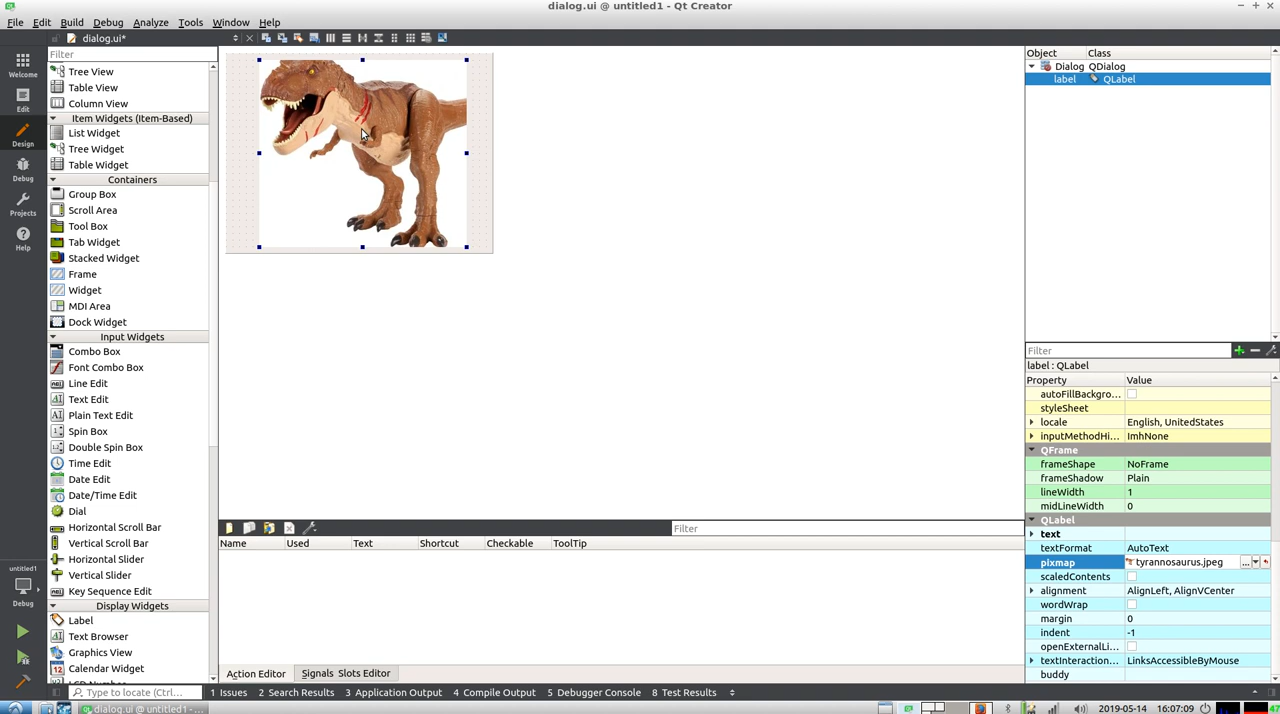 dialog.ui @ untitled1 - Qt Creator
File Edit Build Debug Analyze Tools Window Help
dialog.ui*
Filter
Welcome
Edit
Design
Debug
Projects
Help
untitled1
Debug
Tree View
Table View
Column View
Item Widgets (Item-Based)
List Widget
Tree Widget
Table Widget
Containers
Group Box
Scroll Area
Tool Box
Tab Widget
Stacked Widget
Frame
Widget
MDI Area
Dock Widget
Input Widgets
Combo Box
Font Combo Box
Line Edit
Text Edit
Plain Text Edit
Spin Box
Double Spin Box
Time Edit
Date Edit
Date/Time Edit
Dial
Horizontal Scroll Bar
Vertical Scroll Bar
Horizontal Slider
Vertical Slider
Key Sequence Edit
Display Widgets
Label
Text Browser
Graphics View
Calendar Widget
Filter
Name Used Text Shortcut Checkable ToolTip
Action Editor Signals Slots Editor
Object Class
Dialog QDialog
label QLabel
Filter
label : QLabel
Property Value
autoFillBackgro...
styleSheet
locale English, UnitedStates
inputMethodHi... ImhNone
QFrame
frameShape NoFrame
frameShadow Plain
lineWidth 1
midLineWidth 0
QLabel
text
textFormat AutoText
pixmap tyrannosaurus.jpeg ...
scaledContents
alignment AlignLeft, AlignVCenter
wordWrap
margin 0
indent -1
openExternalLi...
textInteraction... LinksAccessibleByMouse
buddy
Type to locate (Ctrl... 1 Issues 2 Search Results 3 Application Output 4 Compile Output 5 Debugger Console 8 Test Results
dialog.ui @ untitled1 - ... 2019-05-14 16:07:09 47